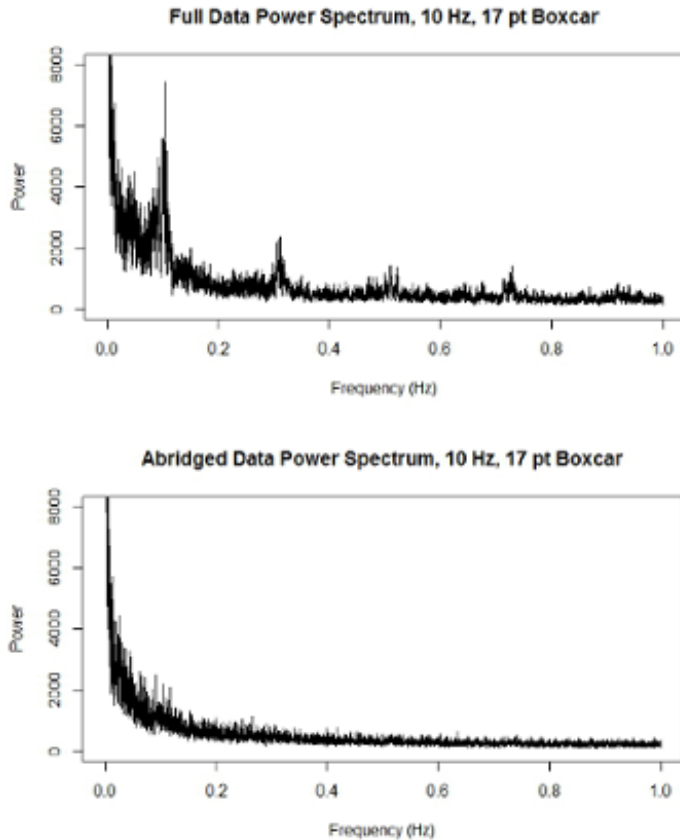 Full Data Power Spectrum, 10 Hz, 17 pt Boxcar
8000
6000
4000
2000
0
Power
0.0 0.2 0.4 0.6 0.8 1.0
Frequency (Hz)
Abridged Data Power Spectrum, 10 Hz, 17 pt Boxcar
8000
6000
4000
2000
0
Power
0.0 0.2 0.4 0.6 0.8 1.0
Frequency (Hz)